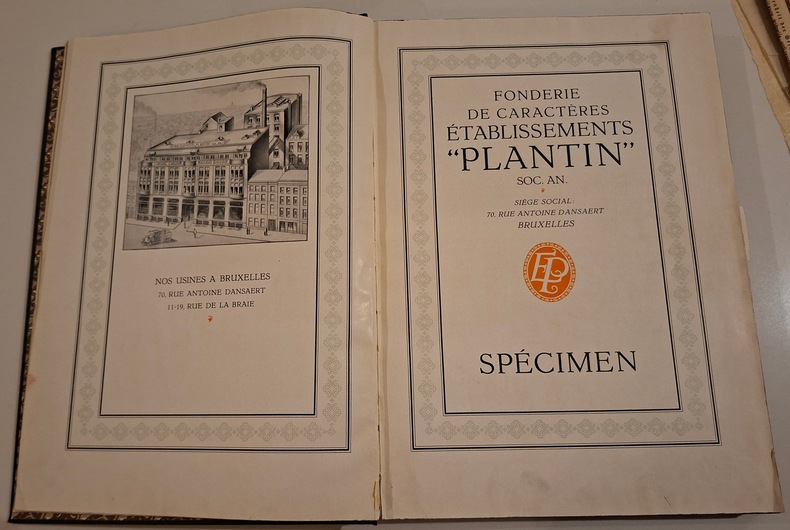 NOS USINES A BRUXELLES
70, RUE ANTOINE DANSAERT
11-19, RUE DE LA BRAIE
FONDERIE
DE CARACTÈRES
ÉTABLISSEMENTS
"PLANTIN"
SOC. AN.
SIÈGE SOCIAL:
70, RUE ANTOINE DANSAERT
BRUXELLES
EP
SPÉCIMEN